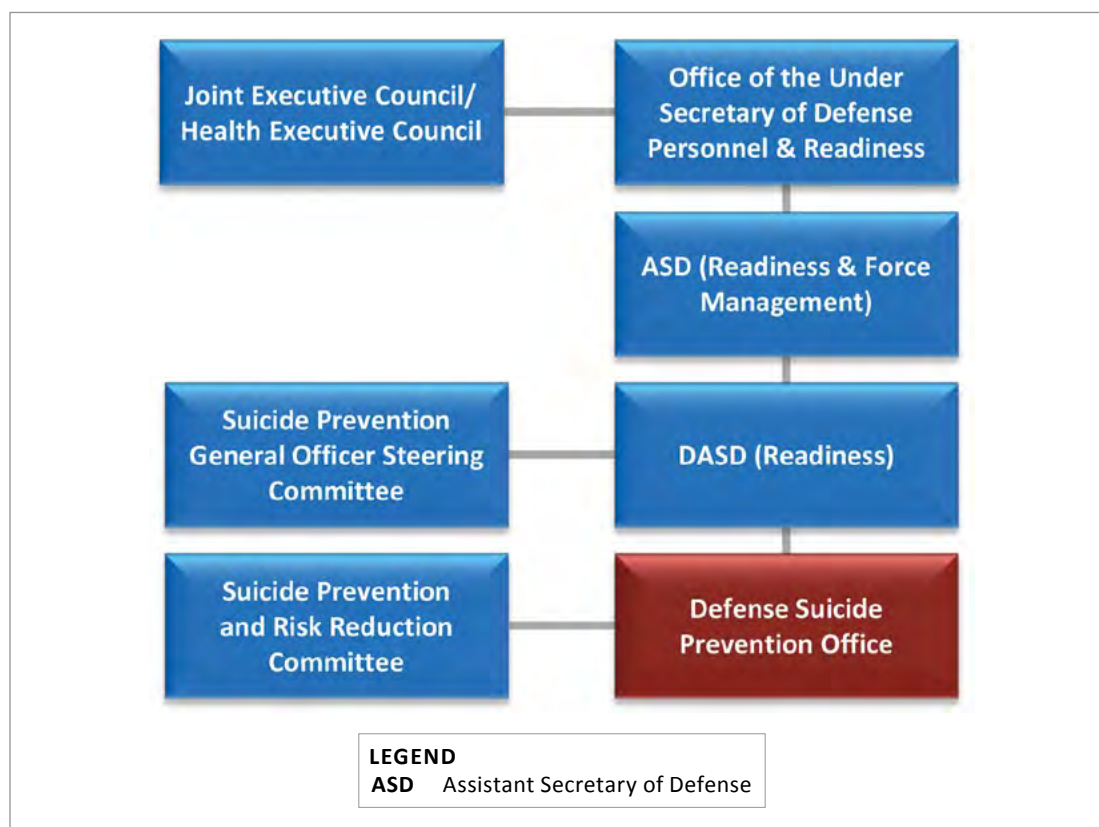 Joint Executive Council/
Health Executive Council
Office of the Under
Secretary of Defense
Personnel & Readiness
ASD (Readiness & Force
Management)
Suicide Prevention
General Officer Steering
Committee
DASD (Readiness)
Suicide Prevention
and Risk Reduction
Committee
Defense Suicide
Prevention Office
LEGEND
ASD Assistant Secretary of Defense